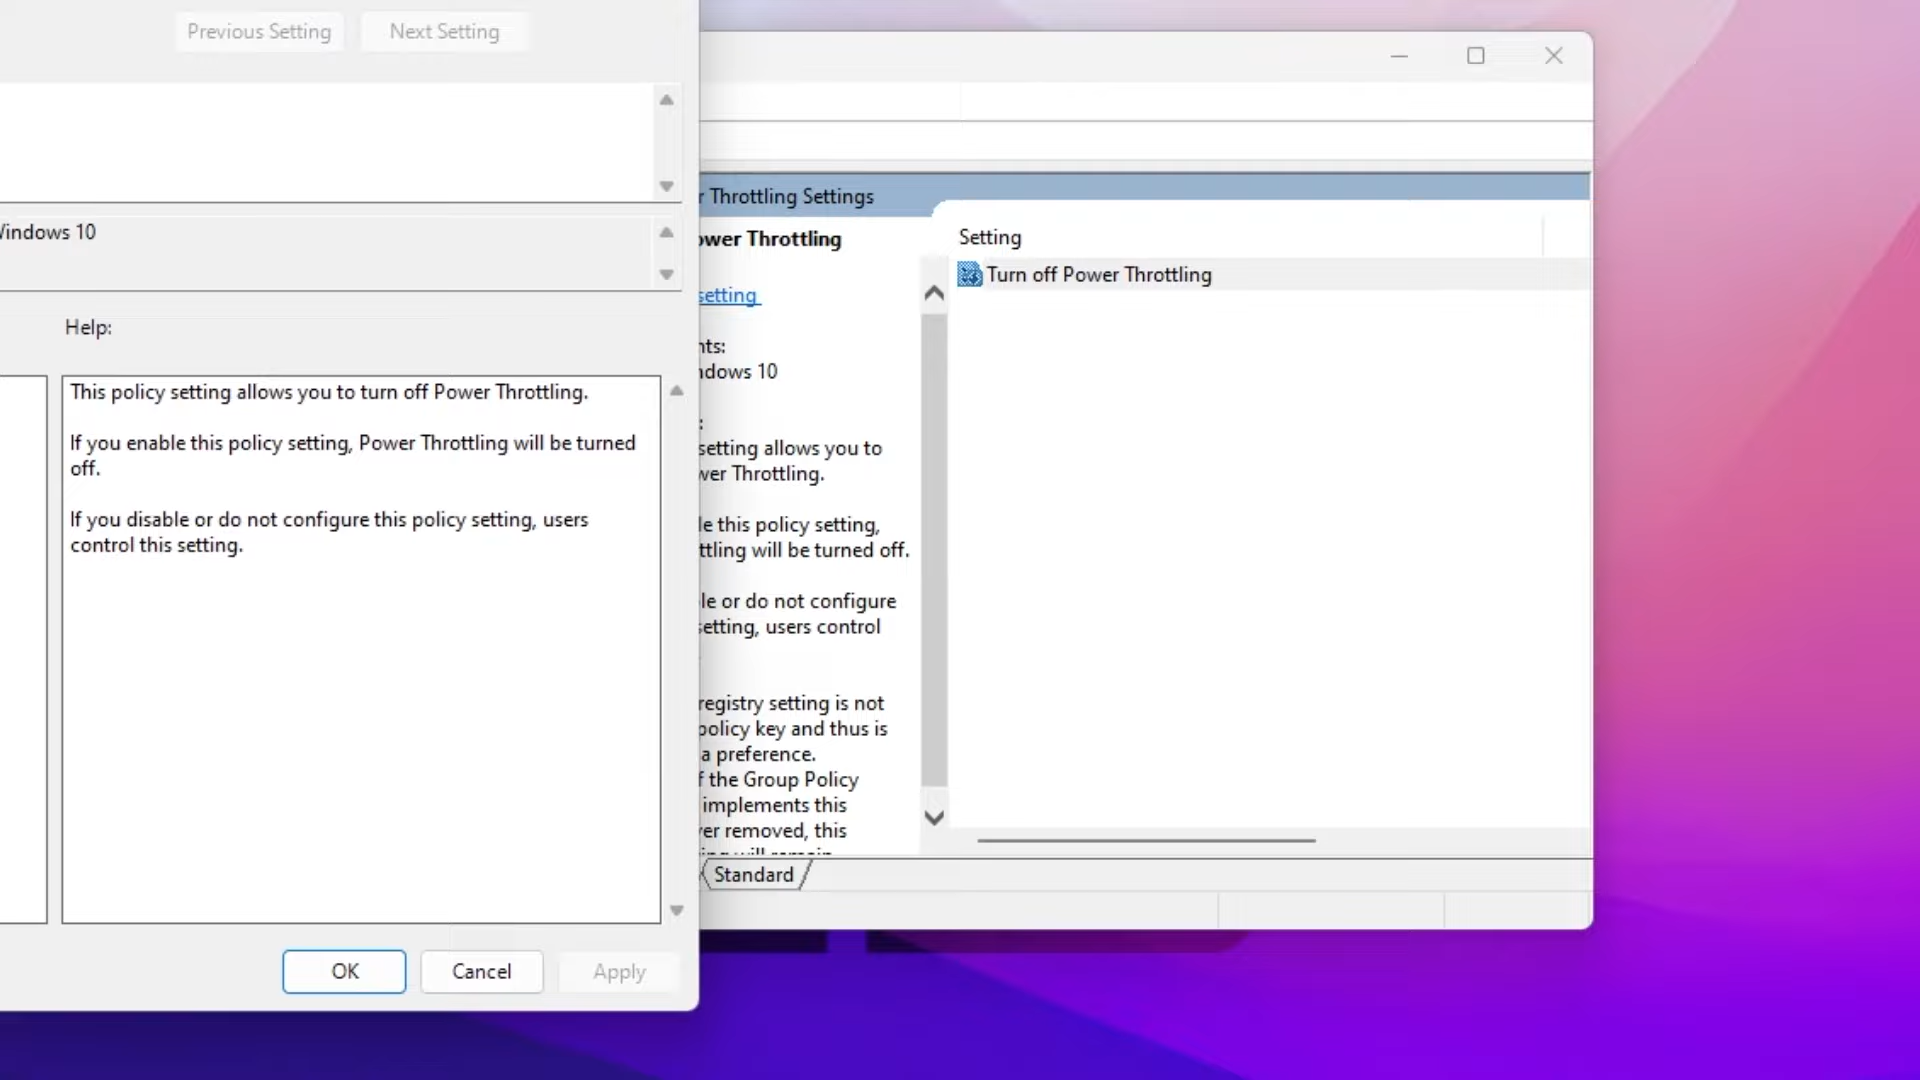 Previous Setting
Next Setting
Windows 10
Help:
This policy setting allows you to turn off Power Throttling.
If you enable this policy setting, Power Throttling will be turned
off.
If you disable or do not configure this policy setting, users
control this setting.
OK
Cancel
Apply
r Throttling Settings
ower Throttling
setting
nts:
ndows 10
:
setting allows you to
wer Throttling.
le this policy setting,
ttling will be turned off.
le or do not configure
setting, users control
registry setting is not
policy key and thus is
a preference.
f the Group Policy
implements this
er removed, this
Setting
Turn off Power Throttling
Standard